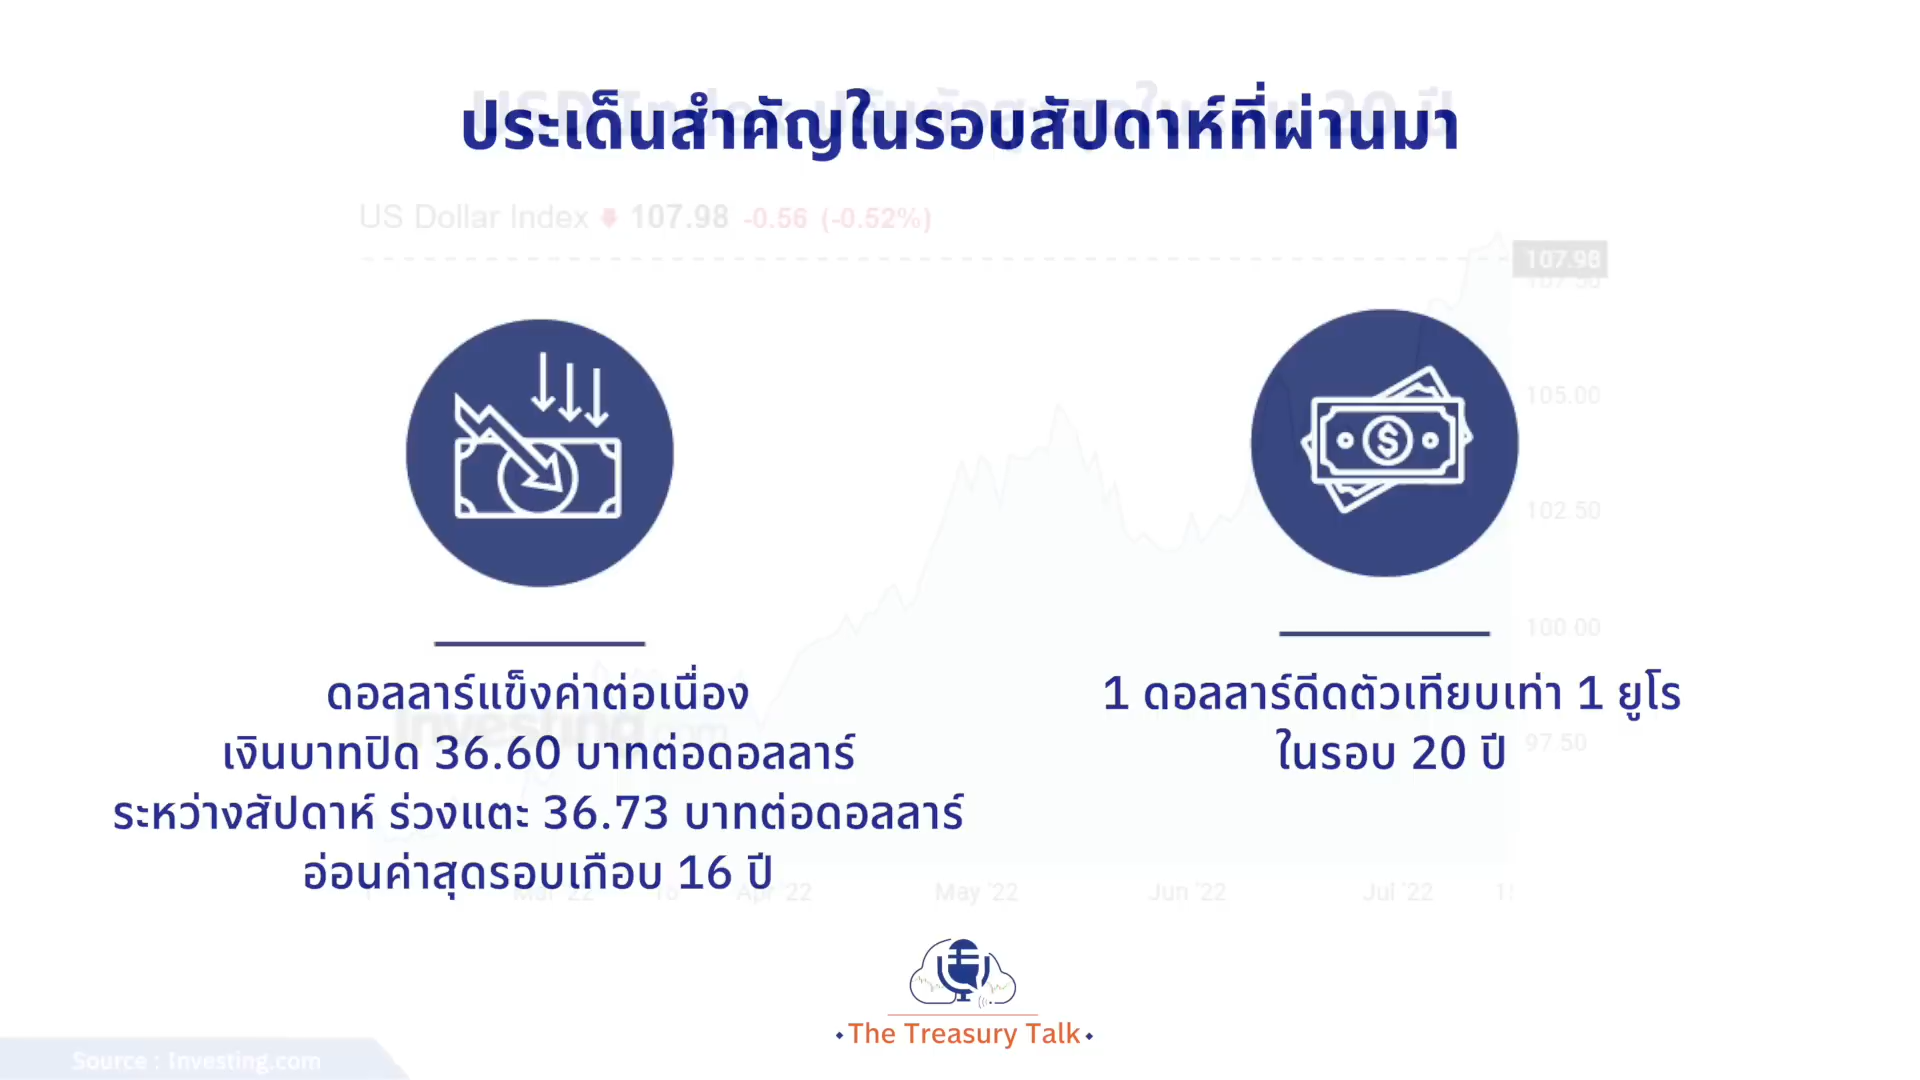 ประเด็นสำคัญในรอบสัปดาห์ที่ผ่านมา
US Dollar Index 107.98 -0.56 (-0.52%)
107.98
107.50
105.00
102.50
100.00
97.50
ดอลลาร์แข็งค่าต่อเนื่อง
เงินบาทปิด 36.60 บาทต่อดอลลาร์
ระหว่างสัปดาห์ ร่วงแตะ 36.73 บาทต่อดอลลาร์
อ่อนค่าสุดรอบเกือบ 16 ปี
1 ดอลลาร์ดีดตัวเทียบเท่า 1 ยูโร
ในรอบ 20 ปี
Investing.com
Mar '22 16 Apr '22 May '22 Jun '22 Jul '22
The Treasury Talk
Source : Investing.com